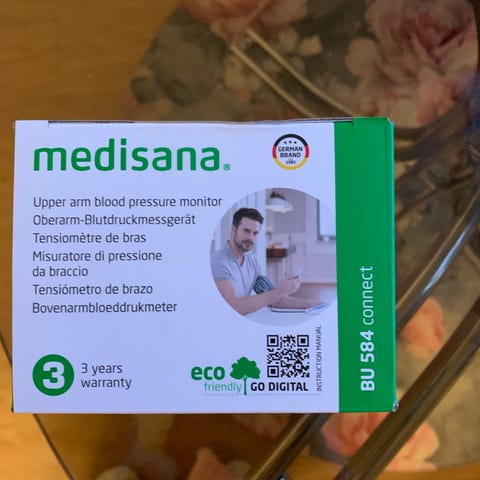 medisana®
GERMAN
BRAND
Upper arm blood pressure monitor
Oberarm-Blutdruckmessgerät
Tensiomètre de bras
Misuratore di pressione
da braccio
Tensiómetro de brazo
Bovenarmbloeddrukmeter
3
3 years
warranty
eco
friendly
GO DIGITAL
INSTRUCTION MANUAL
BU 584 connect